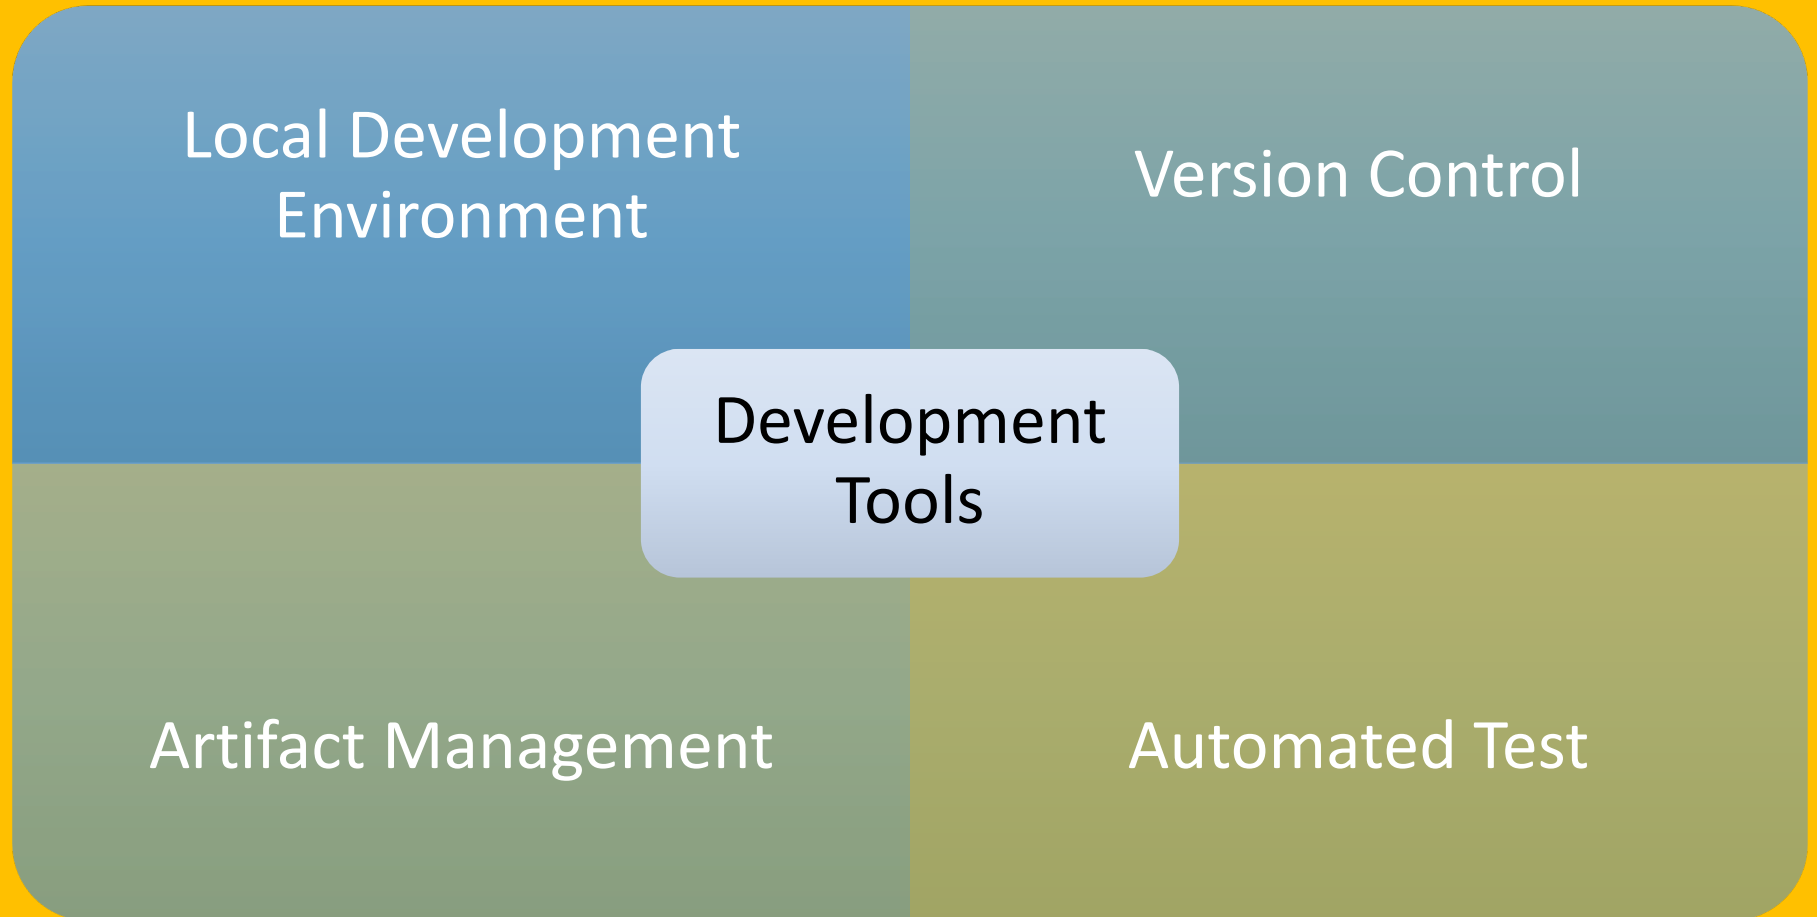 Local Development
Environment
Version Control
Development
Tools
Artifact Management
Automated Test